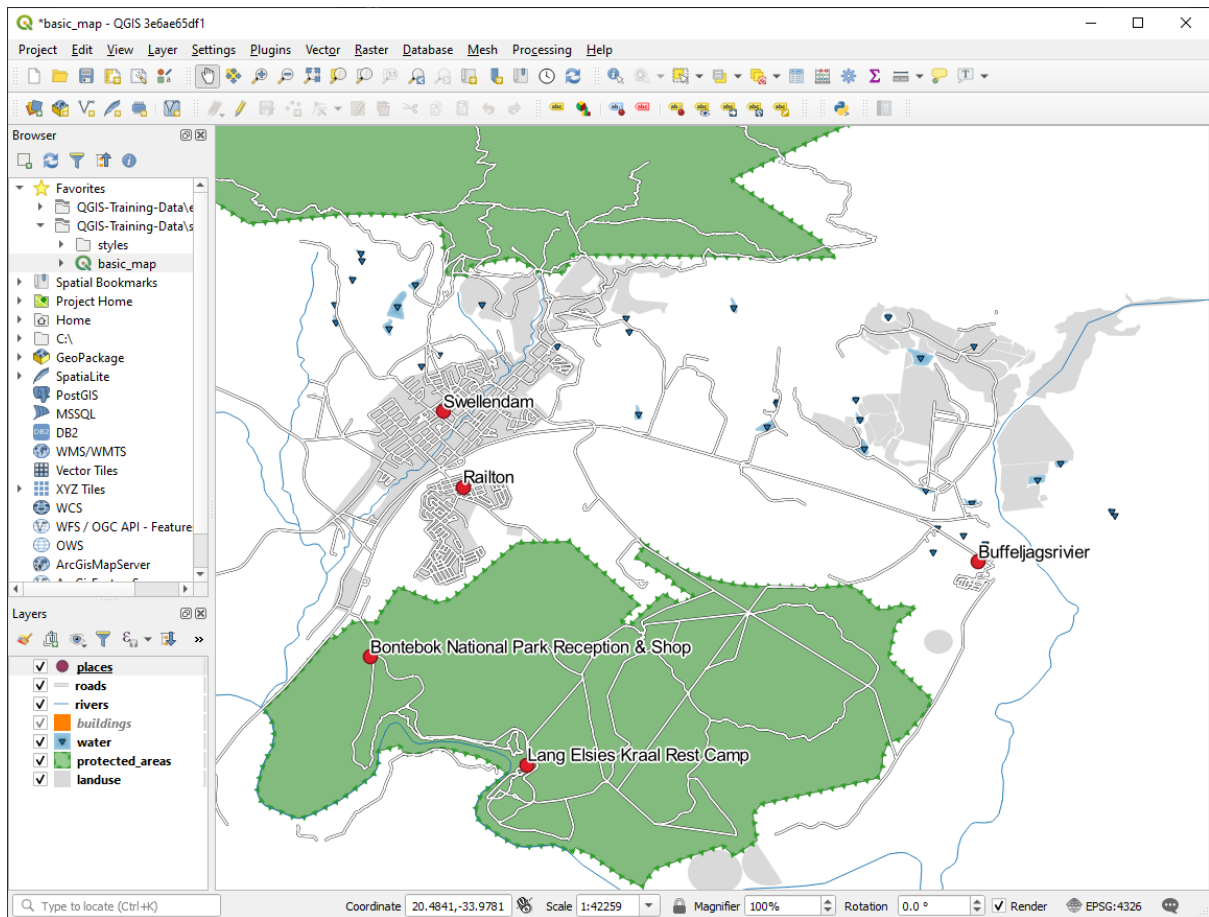 *basic_map - QGIS 3e6ae65df1
Project Edit View Layer Settings Plugins Vector Raster Database Mesh Processing Help
Browser
Favorites
QGIS-Training-Data\e
QGIS-Training-Data\s
styles
basic_map
Spatial Bookmarks
Project Home
Home
C:\
GeoPackage
SpatiaLite
PostGIS
MSSQL
DB2
WMS/WMTS
Vector Tiles
XYZ Tiles
WCS
WFS / OGC API - Feature
OWS
ArcGisMapServer
Layers
places
roads
rivers
buildings
water
protected_areas
landuse
Swellendam
Railton
Buffeljagsrivier
Bontebok National Park Reception & Shop
Lang Elsies Kraal Rest Camp
Type to locate (Ctrl+K) Coordinate 20.4841,-33.9781 Scale 1:42259 Magnifier 100% Rotation 0.0 ° Render EPSG:4326